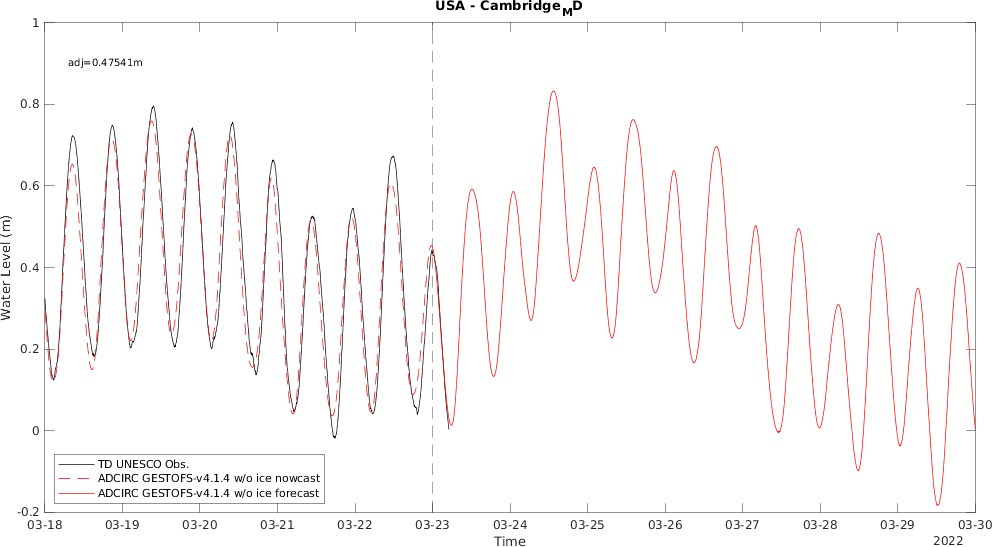 USA - Cambridge_MD
adj=0.47541m
Water Level (m)
1
0.8
0.6
0.4
0.2
0
-0.2
TD UNESCO Obs.
ADCIRC GESTOFS-v4.1.4 w/o ice nowcast
ADCIRC GESTOFS-v4.1.4 w/o ice forecast
03-18 03-19 03-20 03-21 03-22 03-23 03-24 03-25 03-26 03-27 03-28 03-29 03-30
Time
2022